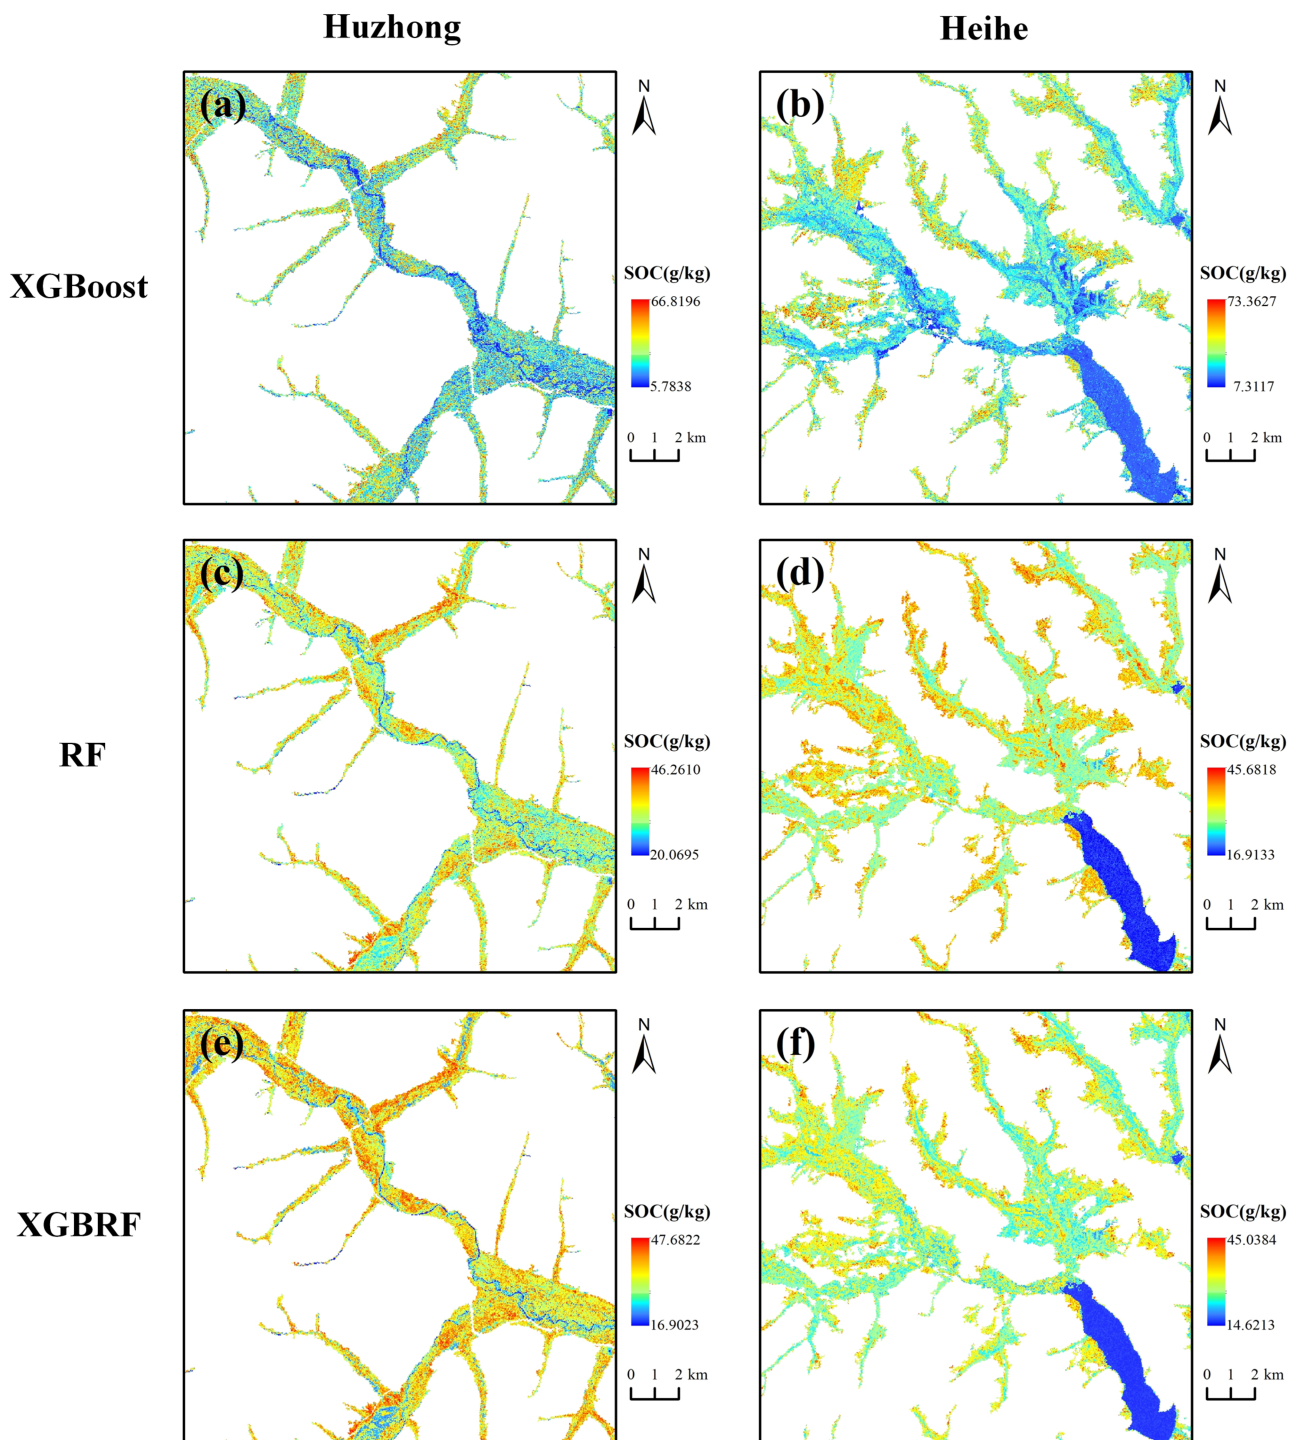 Huzhong
Heihe
XGBoost
(a)
N
SOC(g/kg)
66.8196
5.7838
0 1 2 km
(b)
N
SOC(g/kg)
73.3627
7.3117
0 1 2 km
RF
(c)
N
SOC(g/kg)
46.2610
20.0695
0 1 2 km
(d)
N
SOC(g/kg)
45.6818
16.9133
0 1 2 km
XGBRF
(e)
N
SOC(g/kg)
47.6822
16.9023
0 1 2 km
(f)
N
SOC(g/kg)
45.0384
14.6213
0 1 2 km